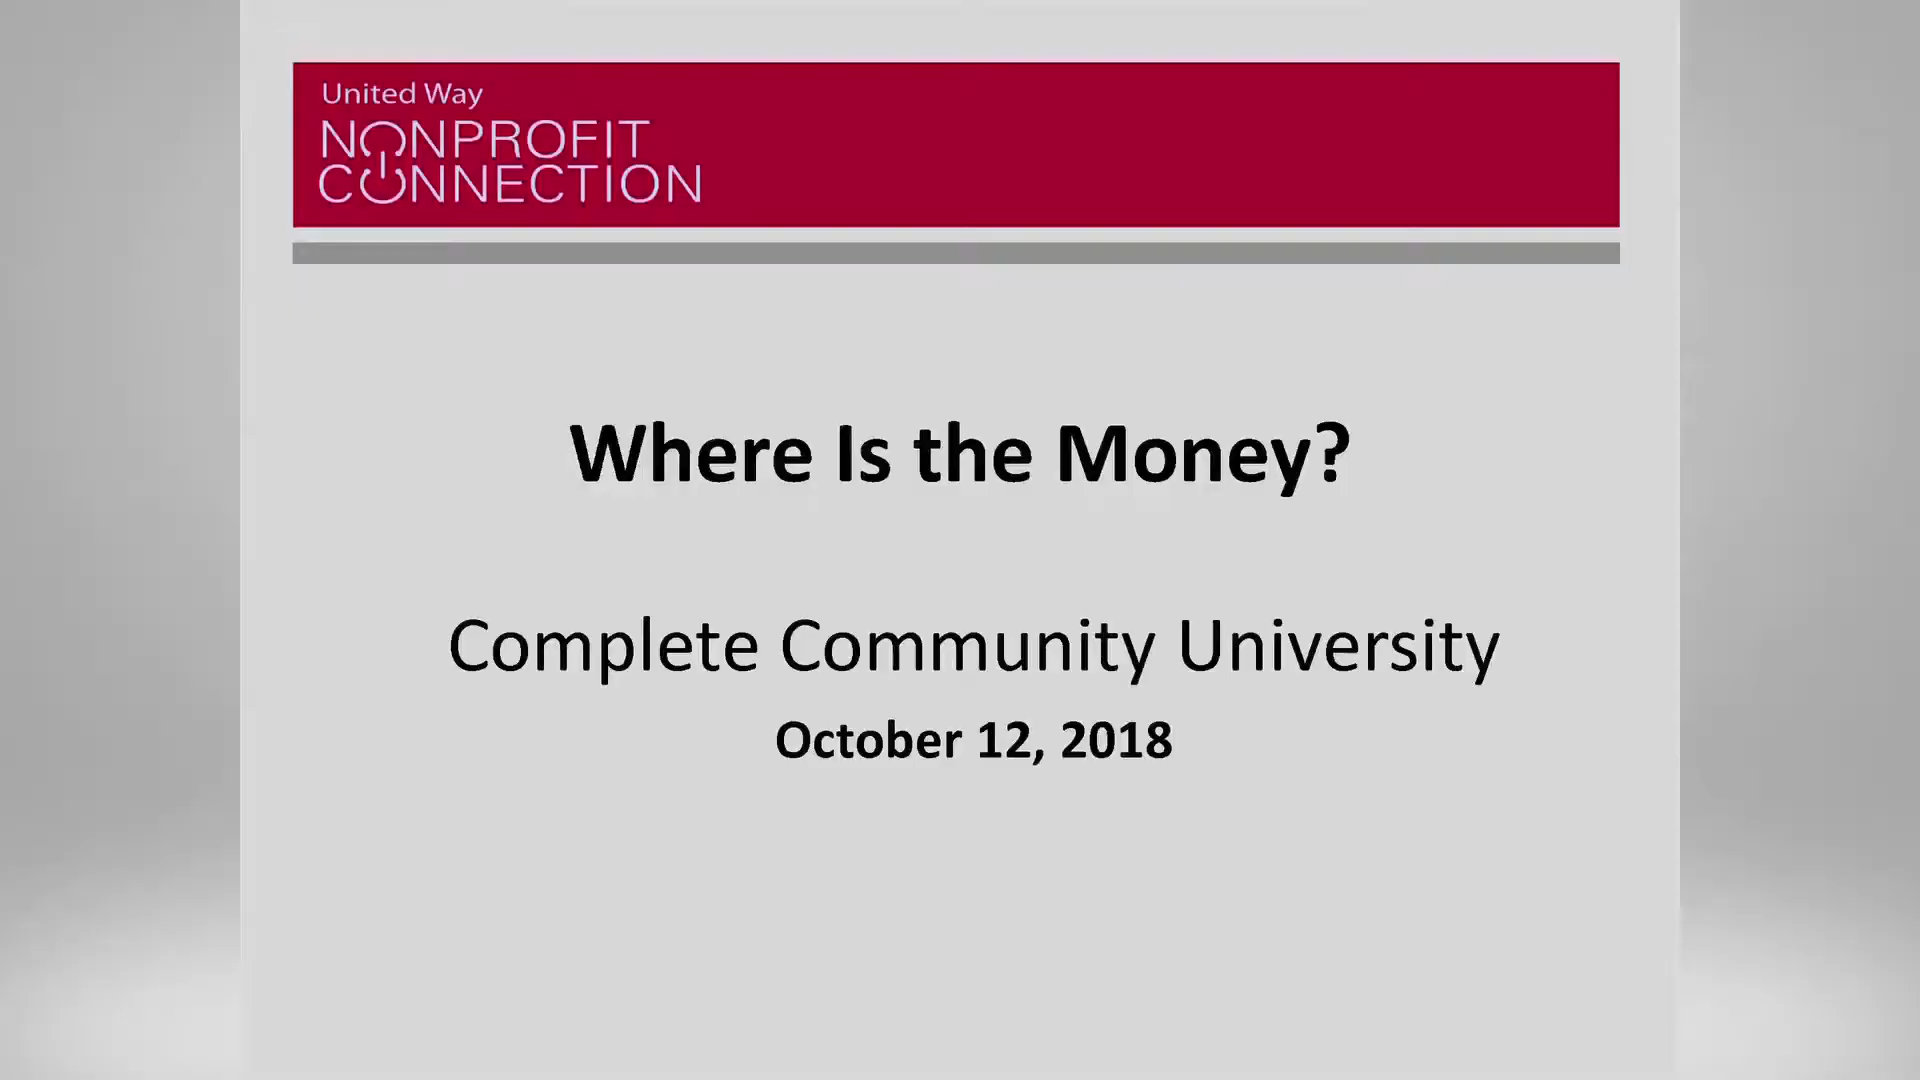 United Way
NONPROFIT
CONNECTION
Where Is the Money?
Complete Community University
October 12, 2018